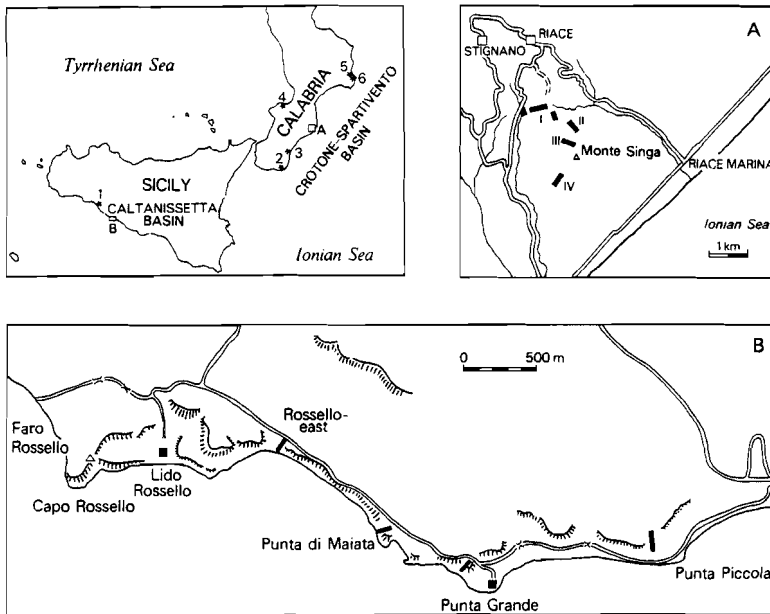 Tyrrhenian Sea
CALABRIA
CROTONE-SPARTIVENTO
BASIN
SICILY
CALTANISSETTA
BASIN
Ionian Sea
1
2
3
4
5
6
A
B
A
STIGNANO
RIACE
I
II
III
IV
Monte Singa
RIACE MARINA
Ionian Sea
1 km
B
0 500 m
Faro
Rossello
Capo Rossello
Lido
Rossello
Rossello-
east
Punta di Maiata
Punta Grande
Punta Piccola